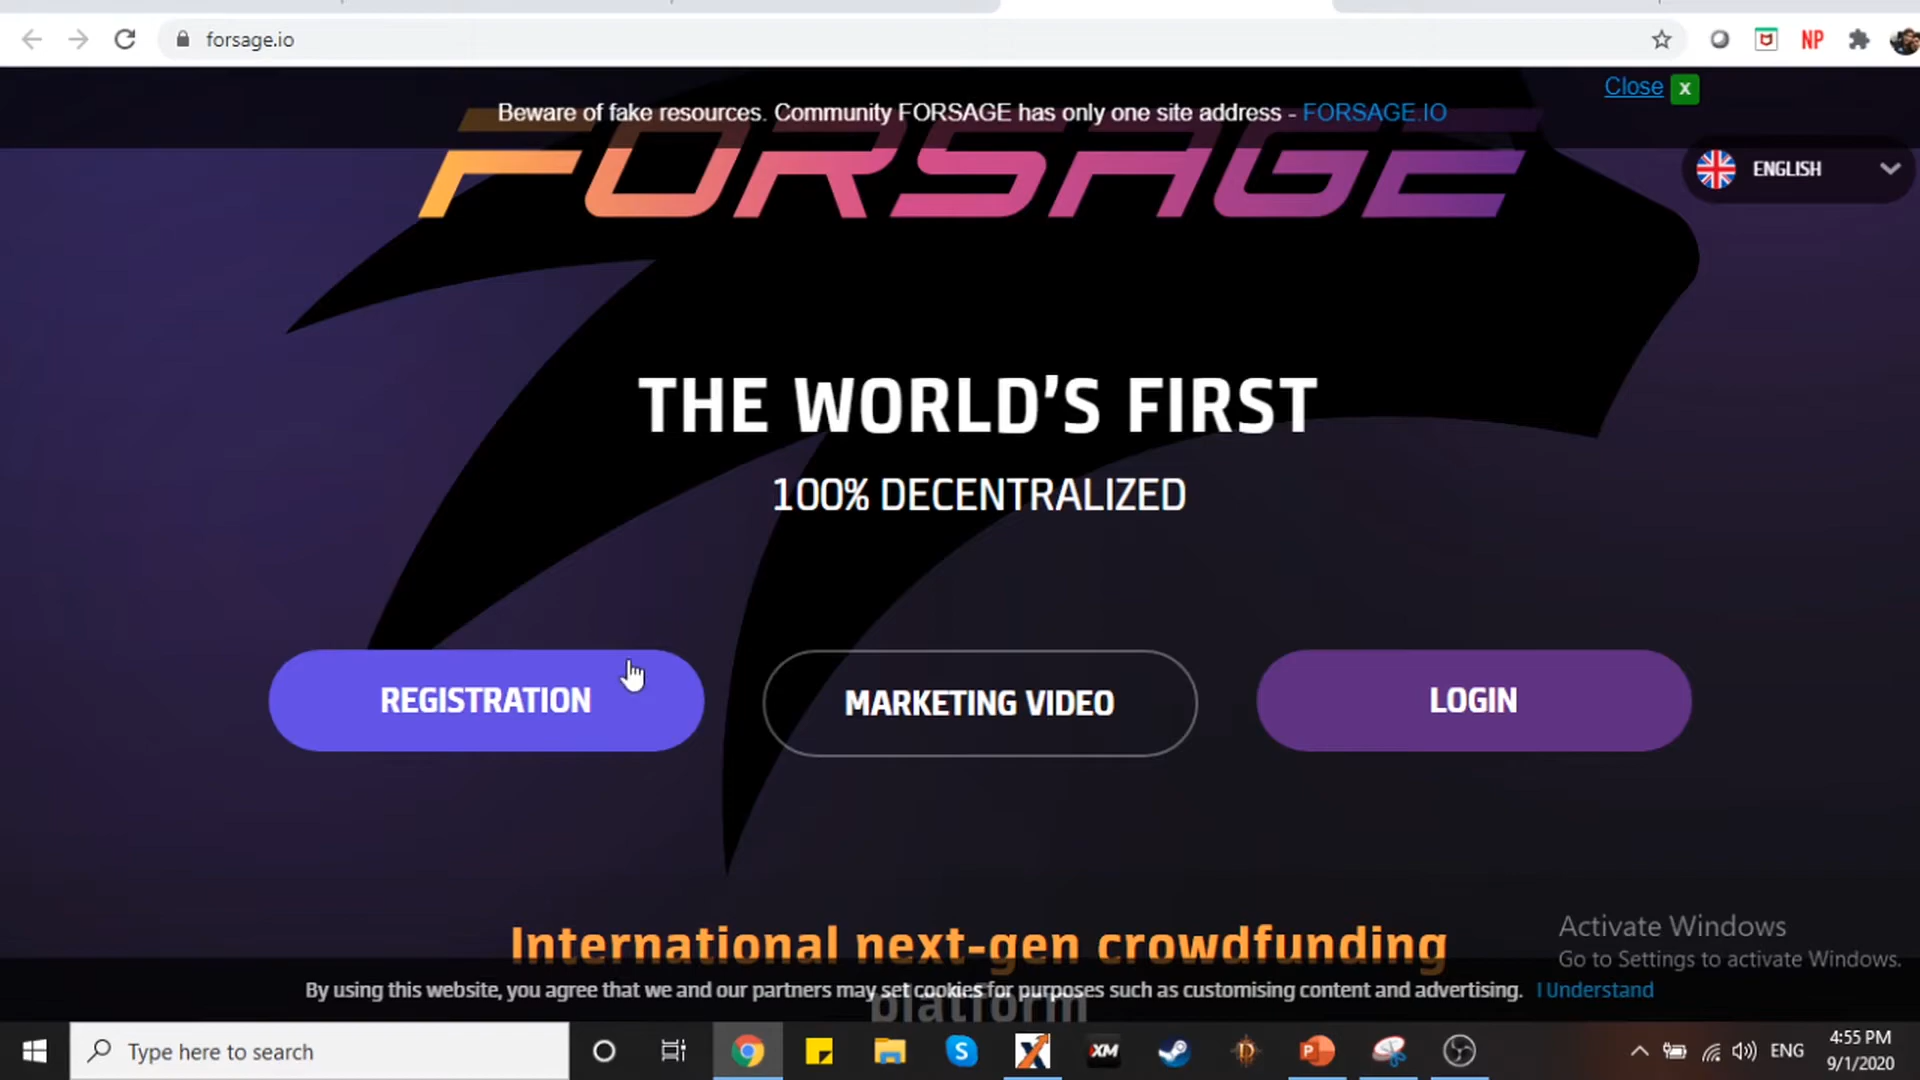 forsage.io
NP
Close x
Beware of fake resources. Community FORSAGE has only one site address - FORSAGE.IO
FORSAGE
ENGLISH
THE WORLD'S FIRST
100% DECENTRALIZED
REGISTRATION
MARKETING VIDEO
LOGIN
International next-gen crowdfunding
platform
Activate Windows
Go to Settings to activate Windows.
By using this website, you agree that we and our partners may set cookies for purposes such as customising content and advertising. I Understand
Type here to search
XM
ENG
4:55 PM
9/1/2020